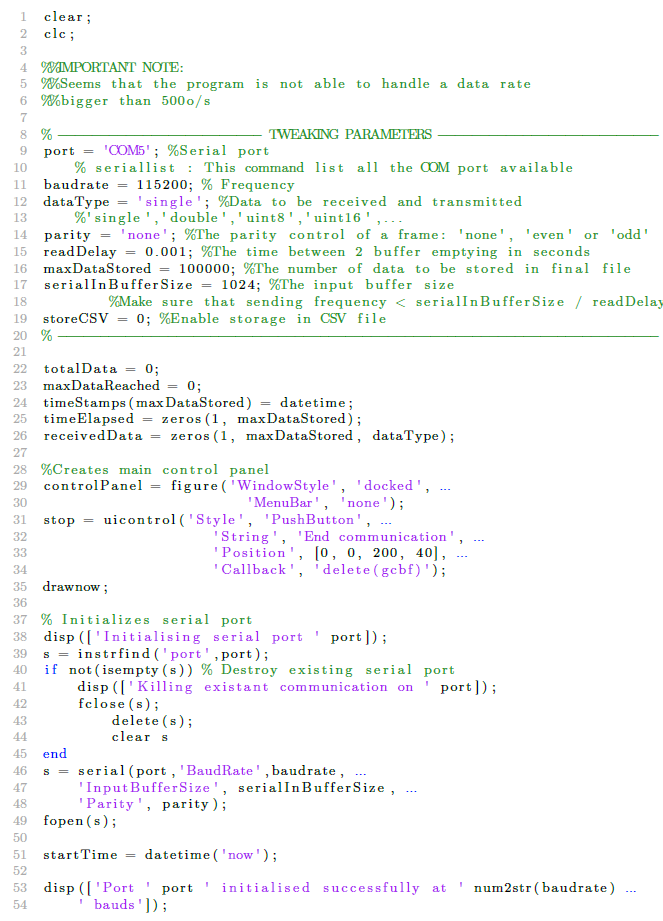 1 clear;
2 clc;
3
4 %%IMPORTANT NOTE:
5 %%Seems that the program is not able to handle a data rate
6 %%bigger than 500o/s
7
8 % ──────────── TWEAKING PARAMETERS ────────────
9 port = 'COM5'; %Serial port
10 % seriallist : This command list all the COM port available
11 baudrate = 115200; % Frequency
12 dataType = 'single'; %Data to be received and transmitted
13 %'single','double','uint8','uint16',...
14 parity = 'none'; %The parity control of a frame: 'none', 'even' or 'odd'
15 readDelay = 0.001; %The time between 2 buffer emptying in seconds
16 maxDataStored = 100000; %The number of data to be stored in final file
17 serialInBufferSize = 1024; %The input buffer size
18 %Make sure that sending frequency < serialInBufferSize / readDelay
19 storeCSV = 0; %Enable storage in CSV file
20 % ────────────────────────────────────
21
22 totalData = 0;
23 maxDataReached = 0;
24 timeStamps(maxDataStored) = datetime;
25 timeElapsed = zeros(1, maxDataStored);
26 receivedData = zeros(1, maxDataStored, dataType);
27
28 %Creates main control panel
29 controlPanel = figure('WindowStyle', 'docked', ...
30 'MenuBar', 'none');
31 stop = uicontrol('Style', 'PushButton', ...
32 'String', 'End communication', ...
33 'Position', [0, 0, 200, 40], ...
34 'Callback', 'delete(gcbf)');
35 drawnow;
36
37 % Initializes serial port
38 disp(['Initialising serial port ' port]);
39 s = instrfind('port',port);
40 if not(isempty(s)) % Destroy existing serial port
41 disp(['Killing existant communication on ' port]);
42 fclose(s);
43 delete(s);
44 clear s
45 end
46 s = serial(port,'BaudRate',baudrate, ...
47 'InputBufferSize', serialInBufferSize, ...
48 'Parity', parity);
49 fopen(s);
50
51 startTime = datetime('now');
52
53 disp(['Port ' port ' initialised successfully at ' num2str(baudrate) ...
54 ' bauds']);